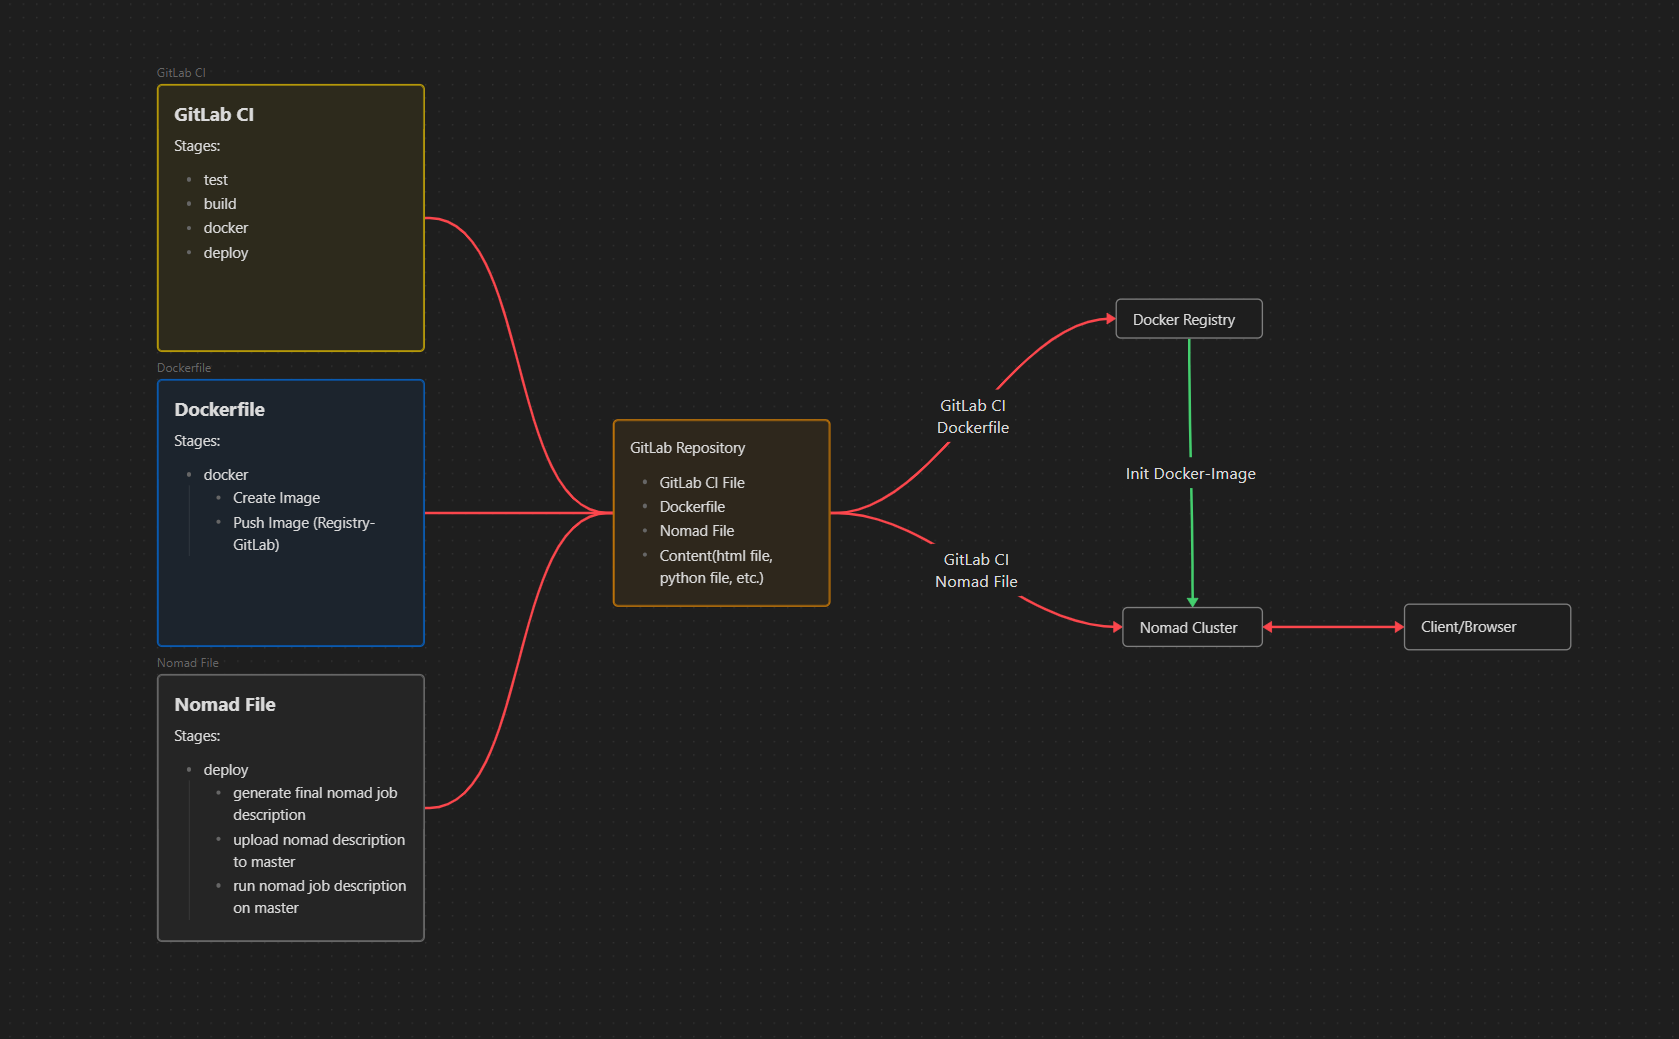 GitLab CI
GitLab CI
Stages:
test
build
docker
deploy
Dockerfile
Dockerfile
Stages:
docker
Create Image
Push Image (Registry-
GitLab)
Nomad File
Nomad File
Stages:
deploy
generate final nomad job
description
upload nomad description
to master
run nomad job description
on master
GitLab Repository
GitLab CI File
Dockerfile
Nomad File
Content(html file,
python file, etc.)
GitLab CI
Dockerfile
GitLab CI
Nomad File
Docker Registry
Init Docker-Image
Nomad Cluster
Client/Browser